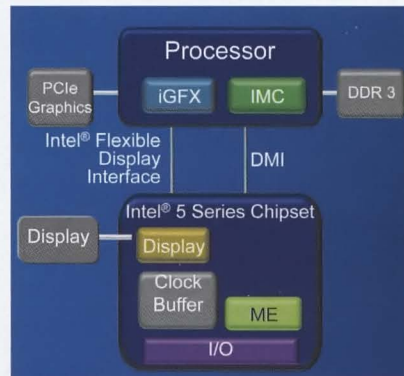 Processor
PCIe
Graphics
iGFX
IMC
DDR 3
Intel® Flexible
Display
Interface
DMI
Intel® 5 Series Chipset
Display
Display
Clock
Buffer
ME
I/O